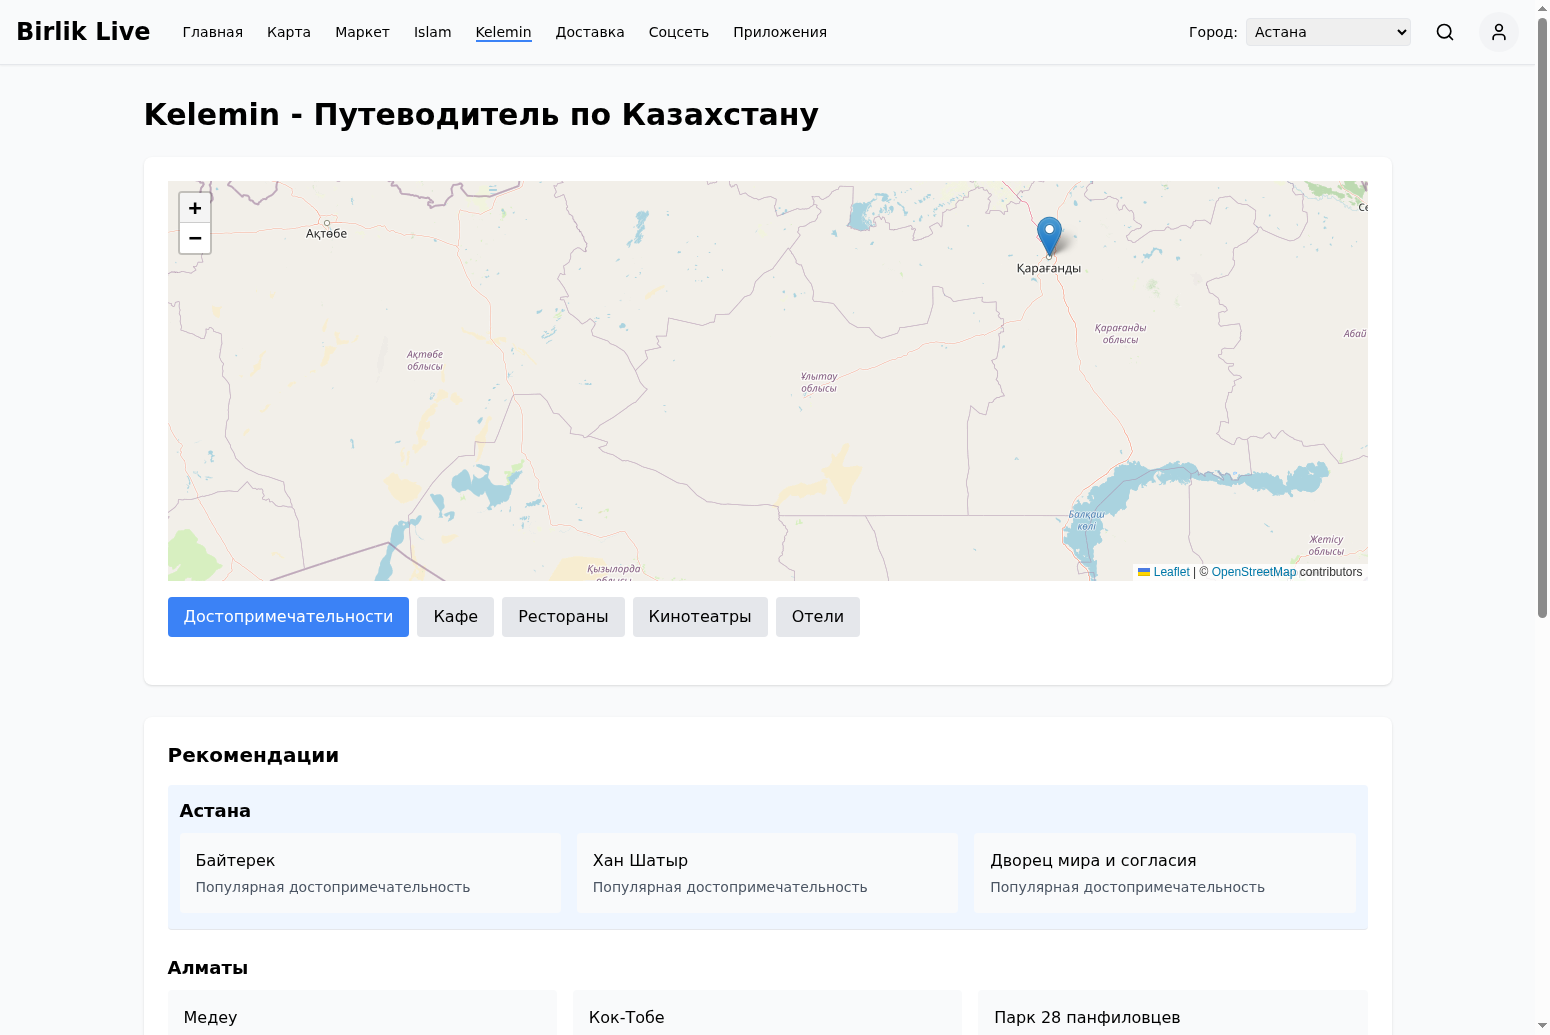 Birlik Live
Главная
Карта
Маркет
Islam
Kelemin
Доставка
Соцсеть
Приложения
Город:
Астана
Kelemin - Путеводитель по Казахстану
+
−
Ақтөбе
Қарағанды
Ақтөбе
облысы
Ұлытау
облысы
Қарағанды
облысы
Абай
Балқаш
көлі
Жетісу
облысы
Қызылорда
облысы
Leaflet | © OpenStreetMap contributors
Достопримечательности
Кафе
Рестораны
Кинотеатры
Отели
Рекомендации
Астана
Байтерек
Популярная достопримечательность
Хан Шатыр
Популярная достопримечательность
Дворец мира и согласия
Популярная достопримечательность
Алматы
Медеу
Кок-Тобе
Парк 28 панфиловцев